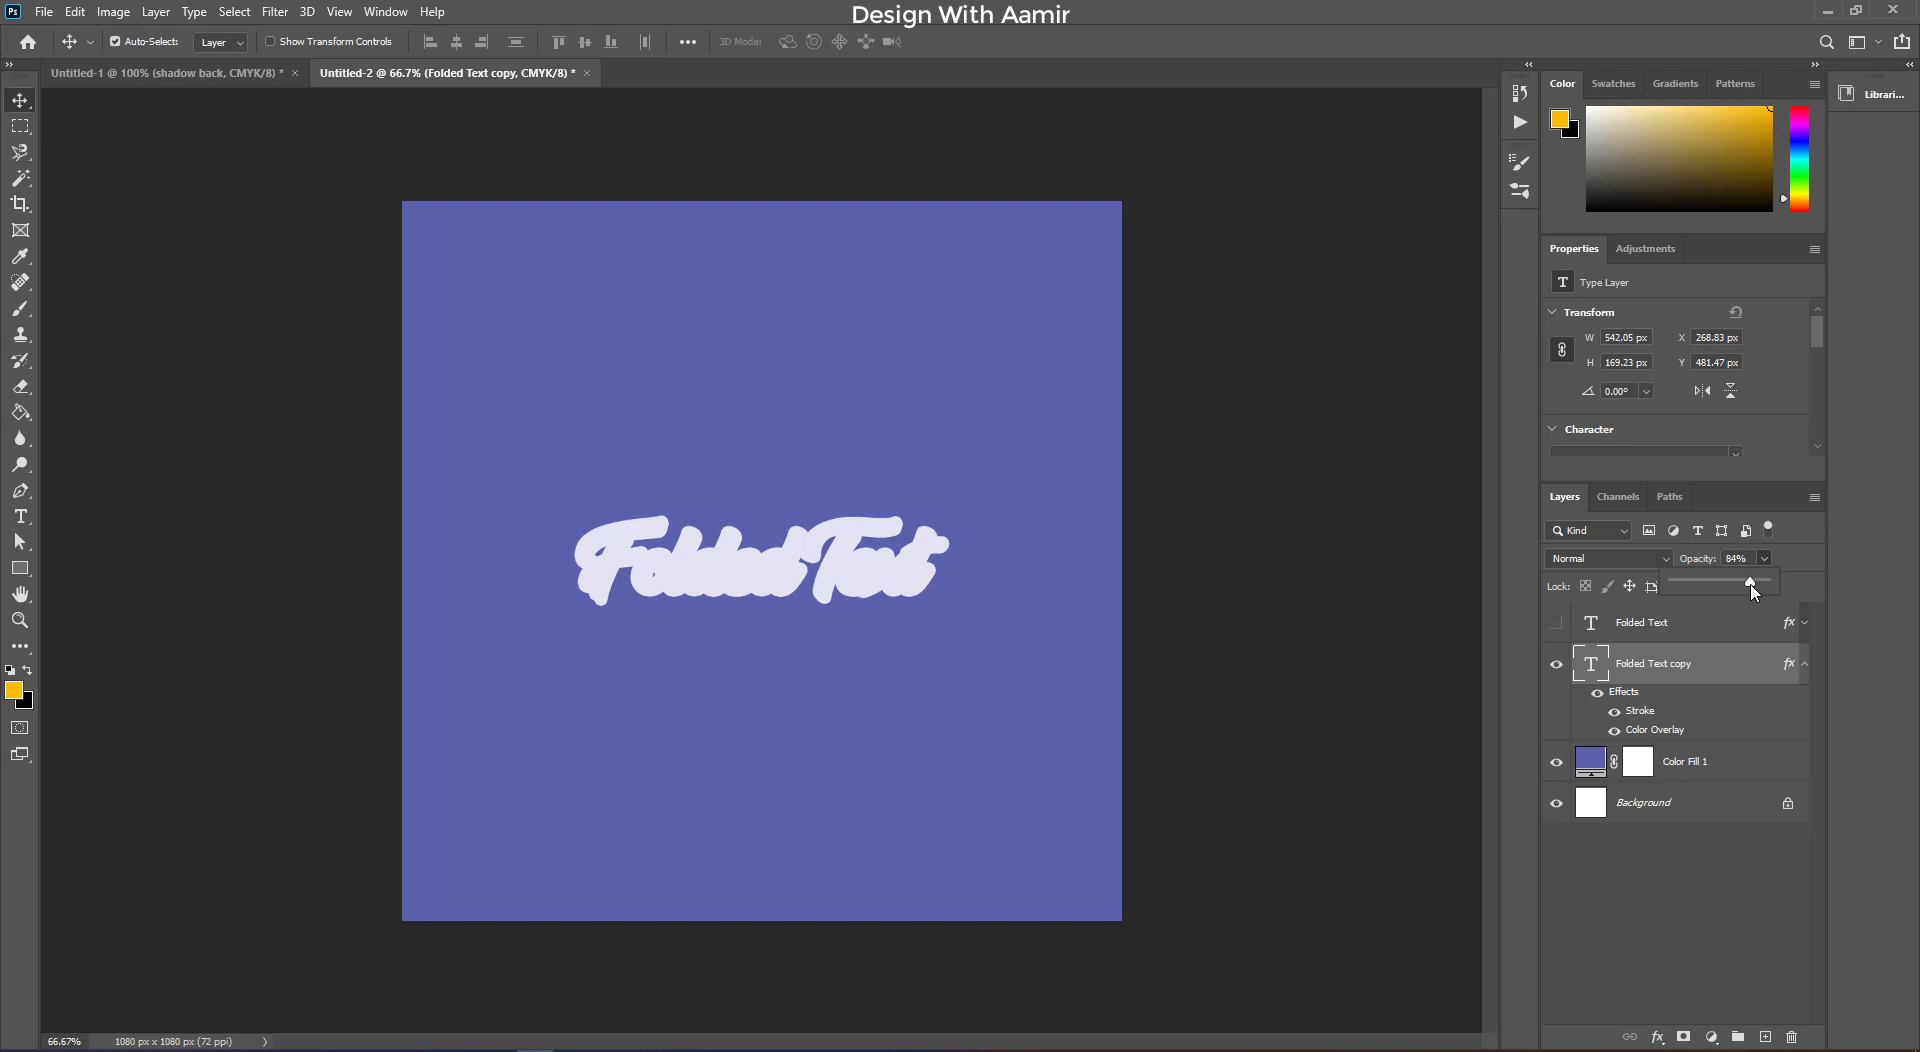 Ps File Edit Image Layer Type Select Filter 3D View Window Help
Design With Aamir
Auto-Select: Layer Show Transform Controls 3D Mode:
Untitled-1 @ 100% (shadow back, CMYK/8) * × Untitled-2 @ 66.7% (Folded Text copy, CMYK/8) * ×
Color Swatches Gradients Patterns
Librari...
Properties Adjustments
T Type Layer
Transform
W 542.05 px X 268.83 px
H 169.23 px Y 481.47 px
0.00°
Character
Layers Channels Paths
Kind
Normal Opacity: 84%
Lock:
T Folded Text fx
T Folded Text copy fx
Effects
Stroke
Color Overlay
Color Fill 1
Background
Folded Text
66.67% 1080 px x 1080 px (72 ppi)
fx